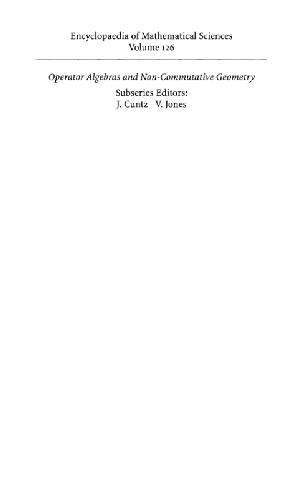 Encyclopaedia of Mathematical Sciences
Volume 126
Operator Algebras and Non-Commutative Geometry
Subseries Editors:
J. Cuntz V. Jones